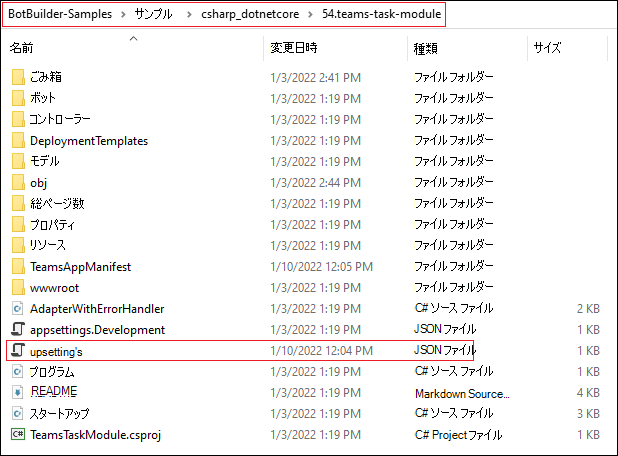 BotBuilder-Samples > サンプル > csharp_dotnetcore > 54.teams-task-module
名前 変更日時 種類 サイズ
ごみ箱 1/3/2022 2:41 PM ファイル フォルダー
ボット 1/3/2022 1:19 PM ファイル フォルダー
コントローラー 1/3/2022 1:19 PM ファイル フォルダー
DeploymentTemplates 1/3/2022 1:19 PM ファイル フォルダー
モデル 1/3/2022 1:19 PM ファイル フォルダー
obj 1/3/2022 2:44 PM ファイル フォルダー
総ページ数 1/3/2022 1:19 PM ファイル フォルダー
プロパティ 1/3/2022 1:19 PM ファイル フォルダー
リソース 1/3/2022 1:19 PM ファイル フォルダー
TeamsAppManifest 1/10/2022 12:05 PM ファイル フォルダー
wwwroot 1/3/2022 1:19 PM ファイル フォルダー
AdapterWithErrorHandler 1/3/2022 1:19 PM C# ソース ファイル 2 KB
appsettings.Development 1/3/2022 1:19 PM JSON ファイル 1 KB
upsetting's 1/10/2022 12:04 PM JSON ファイル 1 KB
プログラム 1/3/2022 1:19 PM C# ソース ファイル 1 KB
README 1/3/2022 1:19 PM Markdown Source... 4 KB
スタートアップ 1/3/2022 1:19 PM C# ソース ファイル 3 KB
TeamsTaskModule.csproj 1/3/2022 1:19 PM C# Project ファイル 1 KB